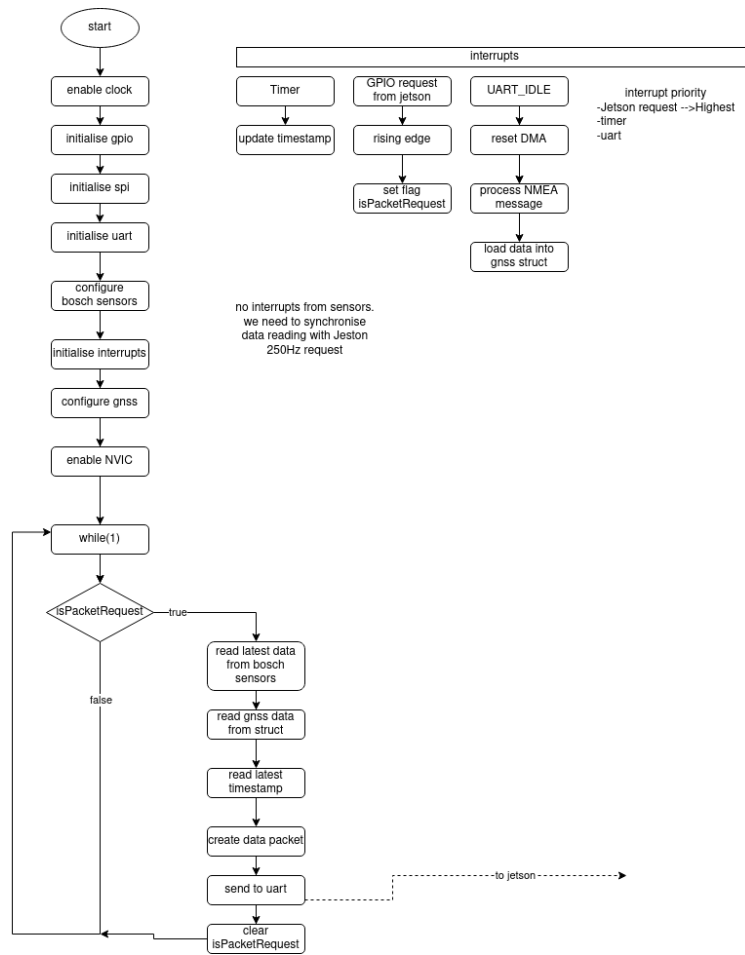 start
enable clock
initialise gpio
initialise spi
initialise uart
configure
bosch sensors
initialise interrupts
configure gnss
enable NVIC
while(1)
isPacketRequest
true
false
read latest data
from bosch
sensors
read gnss data
from struct
read latest
timestamp
create data packet
send to uart
to jetson
clear
isPacketRequest
interrupts
Timer
update timestamp
GPIO request
from jetson
rising edge
set flag
isPacketRequest
UART_IDLE
reset DMA
process NMEA
message
load data into
gnss struct
interrupt priority
-Jetson request -->Highest
-timer
-uart
no interrupts from sensors.
we need to synchronise
data reading with Jeston
250Hz request